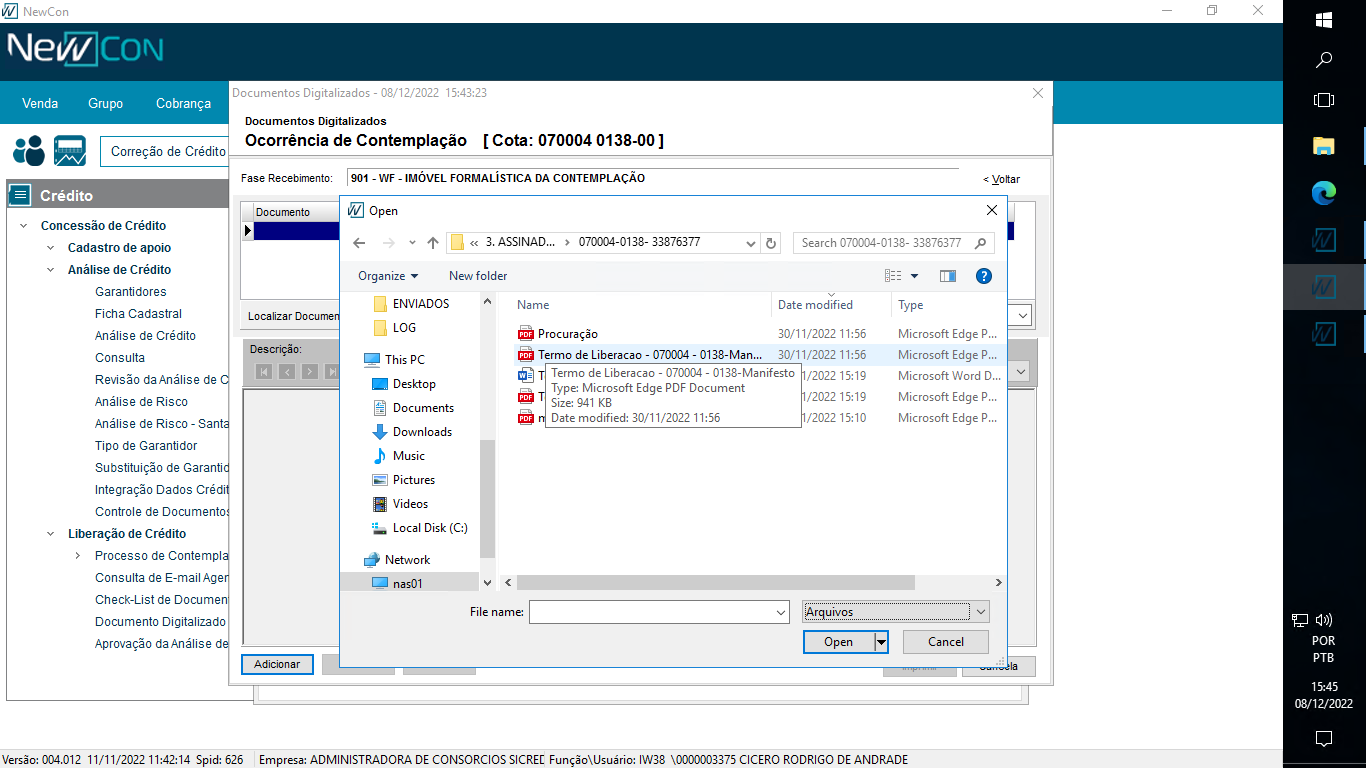 NewCon
NEWCON
Venda Grupo Cobrança
Correção de Crédito
Crédito
Concessão de Crédito
Cadastro de apoio
Análise de Crédito
Garantidores
Ficha Cadastral
Análise de Crédito
Consulta
Revisão da Análise de C
Análise de Risco
Análise de Risco - Santa
Tipo de Garantidor
Substituição de Garantid
Integração Dados Crédit
Controle de Documentos
Liberação de Crédito
Processo de Contempla
Consulta de E-mail Agen
Check-List de Documen
Documento Digitalizado
Aprovação da Análise de
Documentos Digitalizados - 08/12/2022 15:43:23
Documentos Digitalizados
Ocorrência de Contemplação [ Cota: 070004 0138-00 ]
Fase Recebimento: 901 - WF - IMÓVEL FORMALÍSTICA DA CONTEMPLAÇÃO
< Voltar
Documento
Localizar Documen
Descrição:
Open
« 3. ASSINAD... > 070004-0138- 33876377
Search 070004-0138- 33876377
Organize New folder
ENVIADOS
LOG
This PC
Desktop
Documents
Downloads
Music
Pictures
Videos
Local Disk (C:)
Network
nas01
Name Date modified Type
Procuração 30/11/2022 11:56 Microsoft Edge P...
Termo de Liberacao - 070004 - 0138-Man... 30/11/2022 11:56 Microsoft Edge P...
T 1/2022 15:19 Microsoft Word D...
T 1/2022 15:19 Microsoft Edge P...
m 1/2022 15:10 Microsoft Edge P...
Termo de Liberacao - 070004 - 0138-Manifesto
Type: Microsoft Edge PDF Document
Size: 941 KB
Date modified: 30/11/2022 11:56
File name: Arquivos
Open Cancel
Adicionar
Versão: 004.012 11/11/2022 11:42:14 Spid: 626 Empresa: ADMINISTRADORA DE CONSORCIOS SICRED Função\Usuário: IW38 \0000003375 CICERO RODRIGO DE ANDRADE
POR
PTB
15:45
08/12/2022